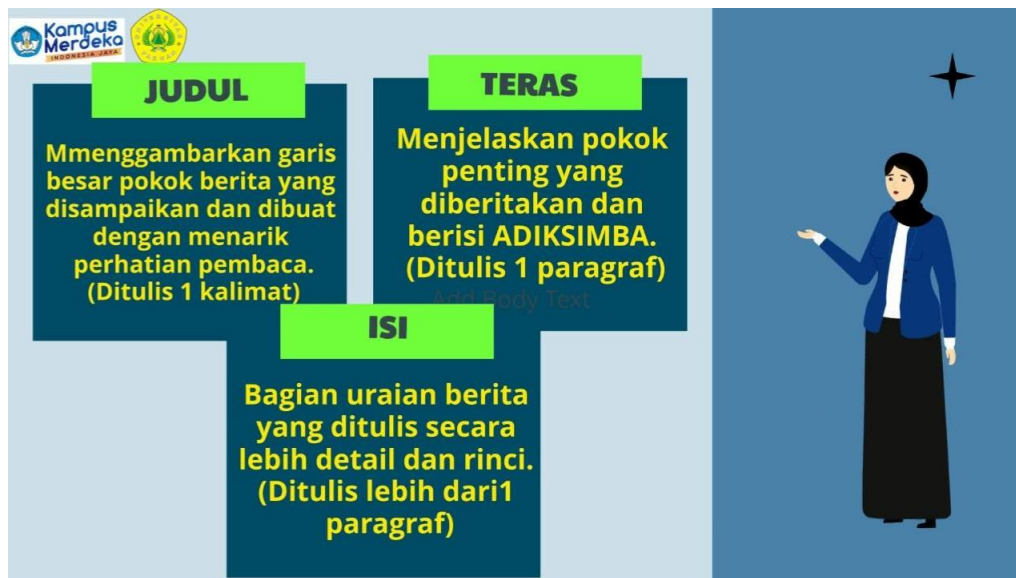 Kampus
Merdeka
INDONESIA JAYA
JUDUL
Mmenggambarkan garis
besar pokok berita yang
disampaikan dan dibuat
dengan menarik
perhatian pembaca.
(Ditulis 1 kalimat)
TERAS
Menjelaskan pokok
penting yang
diberitakan dan
berisi ADIKSIMBA.
(Ditulis 1 paragraf)
Add Body Text
ISI
Bagian uraian berita
yang ditulis secara
lebih detail dan rinci.
(Ditulis lebih dari1
paragraf)